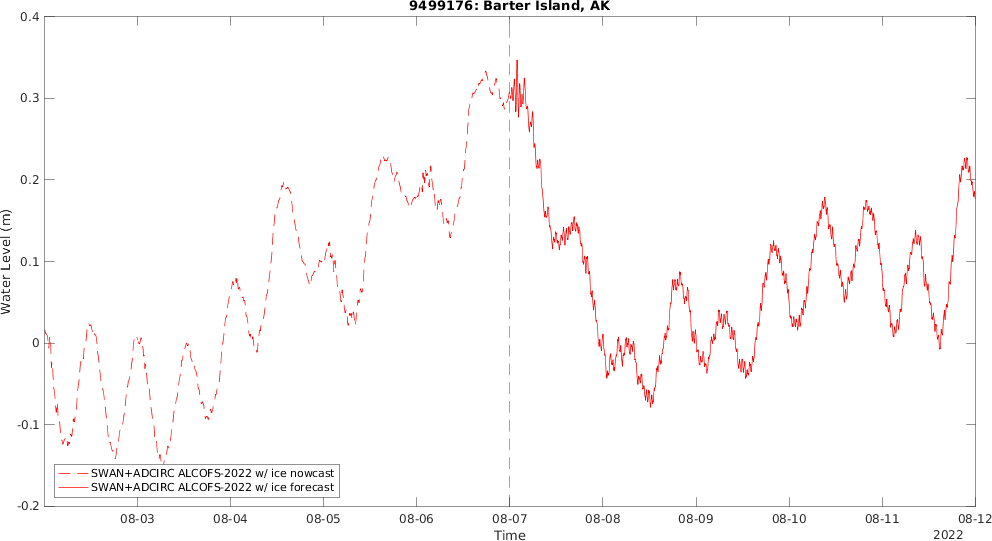 9499176: Barter Island, AK
Water Level (m)
0.4
0.3
0.2
0.1
0
-0.1
-0.2
SWAN+ADCIRC ALCOFS-2022 w/ ice nowcast
SWAN+ADCIRC ALCOFS-2022 w/ ice forecast
08-03 08-04 08-05 08-06 08-07 08-08 08-09 08-10 08-11 08-12
Time
2022